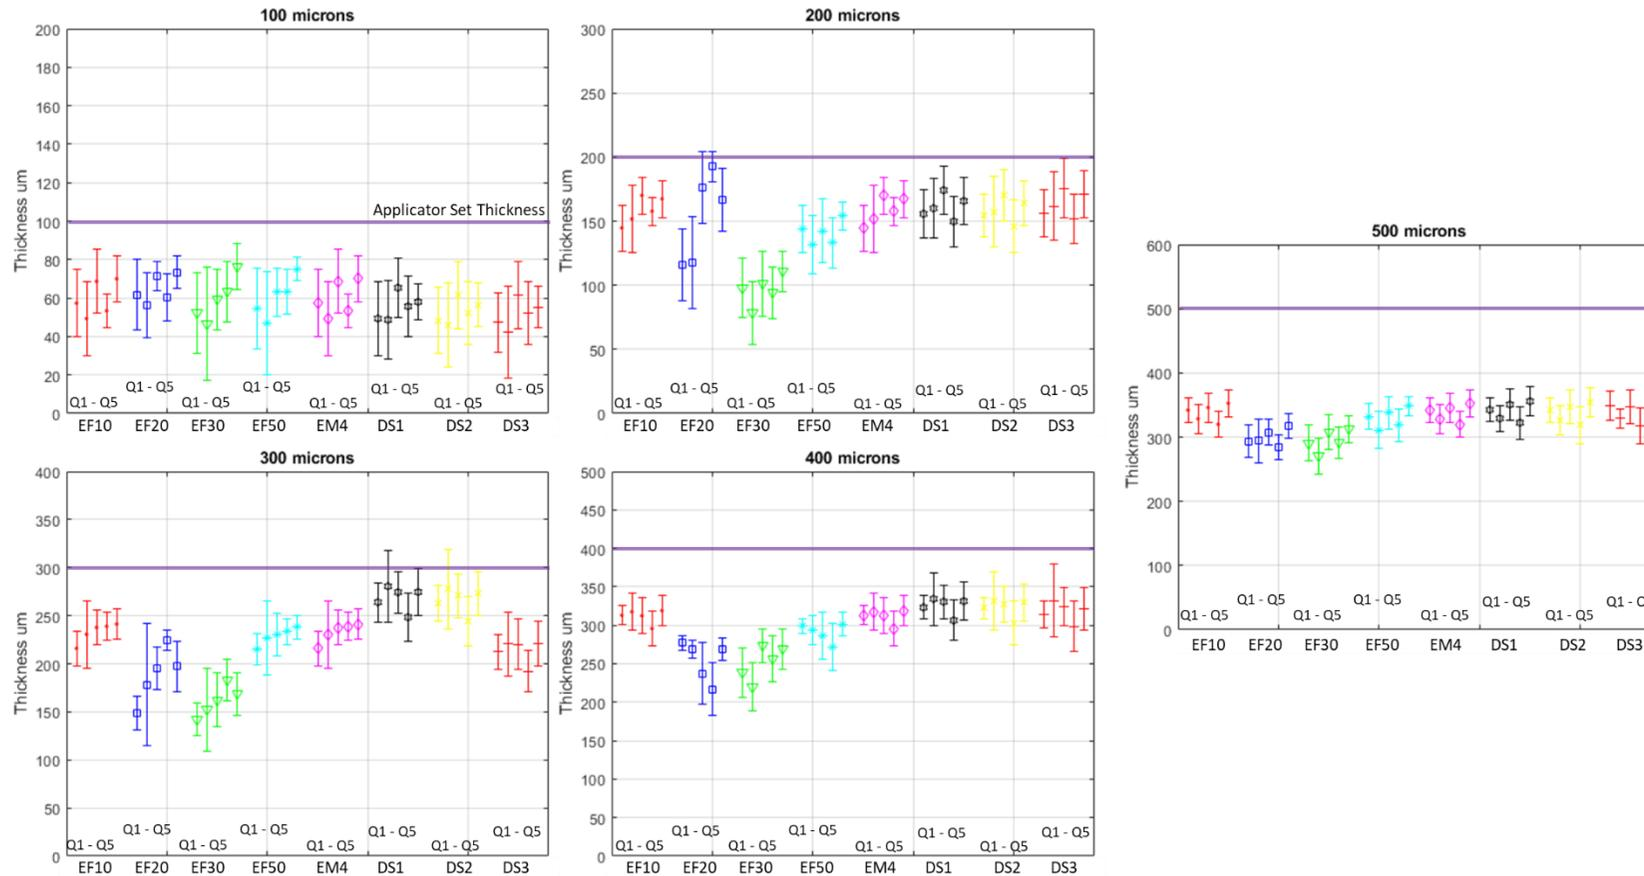 100 microns
Thickness um
200
180
160
140
120
100
80
60
40
20
0
Applicator Set Thickness
Q1 - Q5 Q1 - Q5 Q1 - Q5 Q1 - Q5 Q1 - Q5 Q1 - Q5 Q1 - Q5 Q1 - Q5
EF10 EF20 EF30 EF50 EM4 DS1 DS2 DS3
200 microns
Thickness um
300
250
200
150
100
50
0
Q1 - Q5 Q1 - Q5 Q1 - Q5 Q1 - Q5 Q1 - Q5 Q1 - Q5 Q1 - Q5 Q1 - Q5
EF10 EF20 EF30 EF50 EM4 DS1 DS2 DS3
300 microns
Thickness um
400
350
300
250
200
150
100
50
0
Q1 - Q5 Q1 - Q5 Q1 - Q5 Q1 - Q5 Q1 - Q5 Q1 - Q5 Q1 - Q5 Q1 - Q5
EF10 EF20 EF30 EF50 EM4 DS1 DS2 DS3
400 microns
Thickness um
500
450
400
350
300
250
200
150
100
50
0
Q1 - Q5 Q1 - Q5 Q1 - Q5 Q1 - Q5 Q1 - Q5 Q1 - Q5 Q1 - Q5 Q1 - Q5
EF10 EF20 EF30 EF50 EM4 DS1 DS2 DS3
500 microns
Thickness um
600
500
400
300
200
100
0
Q1 - Q5 Q1 - Q5 Q1 - Q5 Q1 - Q5 Q1 - Q5 Q1 - Q5 Q1 - Q5
EF10 EF20 EF30 EF50 EM4 DS1 DS2 DS3